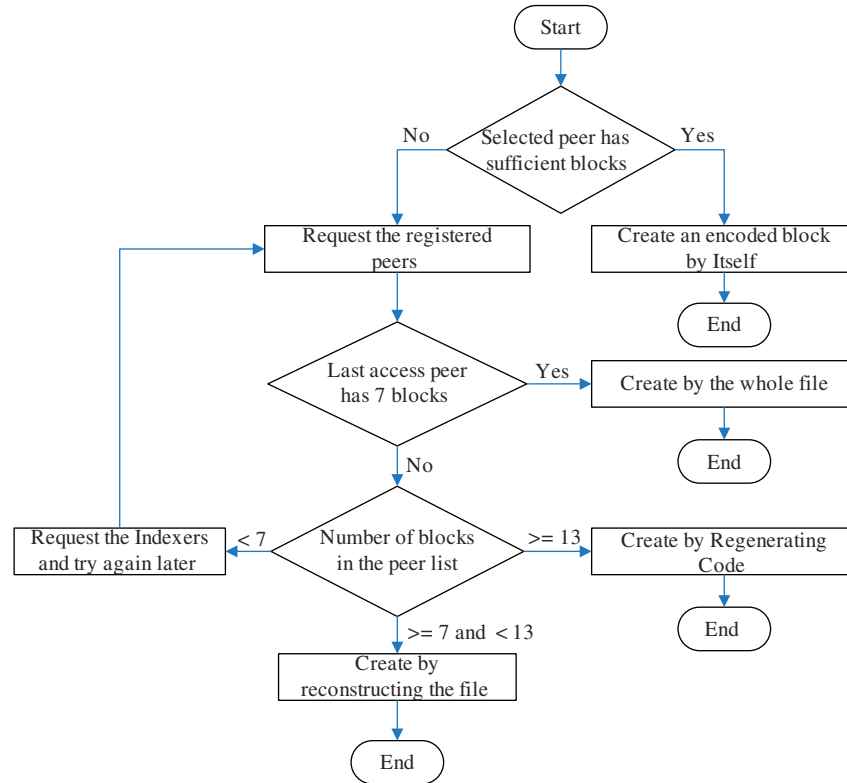 Start
Selected peer has
sufficient blocks
No
Yes
Request the registered
peers
Create an encoded block
by Itself
End
Last access peer
has 7 blocks
Yes
Create by the whole file
End
No
Number of blocks
in the peer list
< 7
Request the Indexers
and try again later
>= 13
Create by Regenerating
Code
End
>= 7 and < 13
Create by
reconstructing the file
End